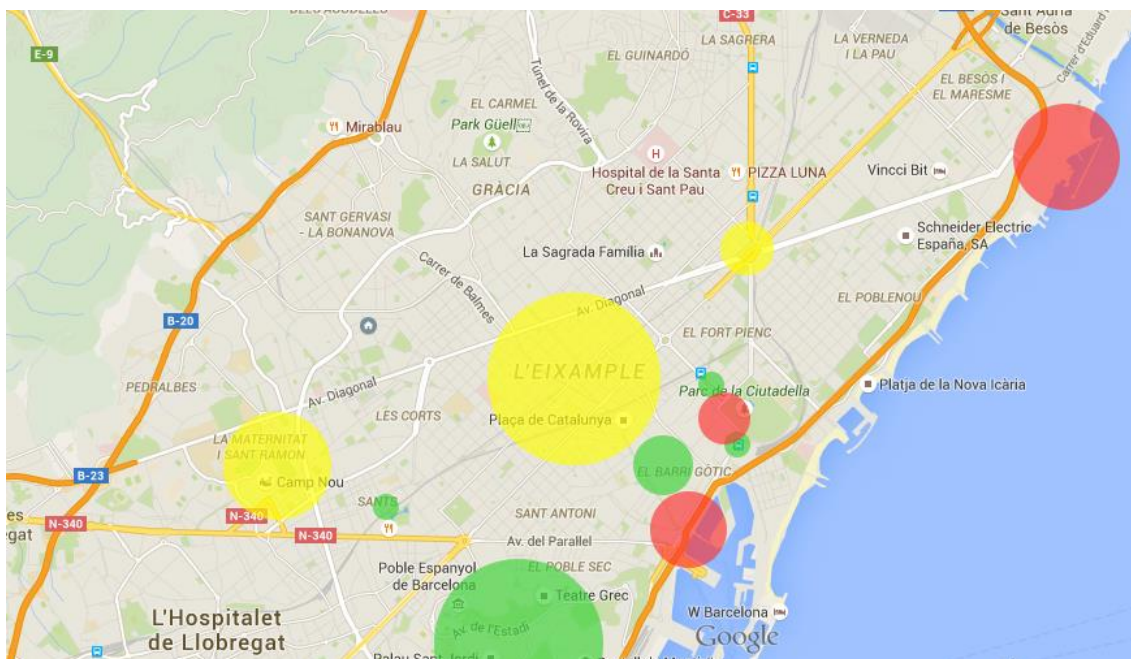 DELS AGUDELLS
C-33
Sant Adrià
de Besòs
LA SAGRERA
LA VERNEDA
I LA PAU
E-9
EL GUINARDÓ
Túnel de la Rovira
Carrer d'Eduard
EL BESÒS I
EL MARESME
EL CARMEL
Mirablau
Park Güell
LA SALUT
H
Hospital de la Santa
Creu i Sant Pau
PIZZA LUNA
Vincci Bit
GRÀCIA
SANT GERVASI
- LA BONANOVA
Schneider Electric
España, SA
La Sagrada Família
Carrer de Balmes
Av. Diagonal
EL POBLENOU
B-20
EL FORT PIENC
L'EIXAMPLE
PEDRALBES
Av. Diagonal
Parc de la Ciutadella
Platja de la Nova Icària
LES CORTS
Plaça de Catalunya
LA MATERNITAT
I SANT RAMON
B-23
Camp Nou
EL BARRI GÒTIC
SANTS
N-340
N-340
N-340
SANT ANTONI
es
egat
Av. del Paral·lel
Poble Espanyol
de Barcelona
EL POBLE SEC
Teatre Grec
L'Hospitalet
de Llobregat
W Barcelona
Av. de l'Estadi
Google
Palau Sant Jordi